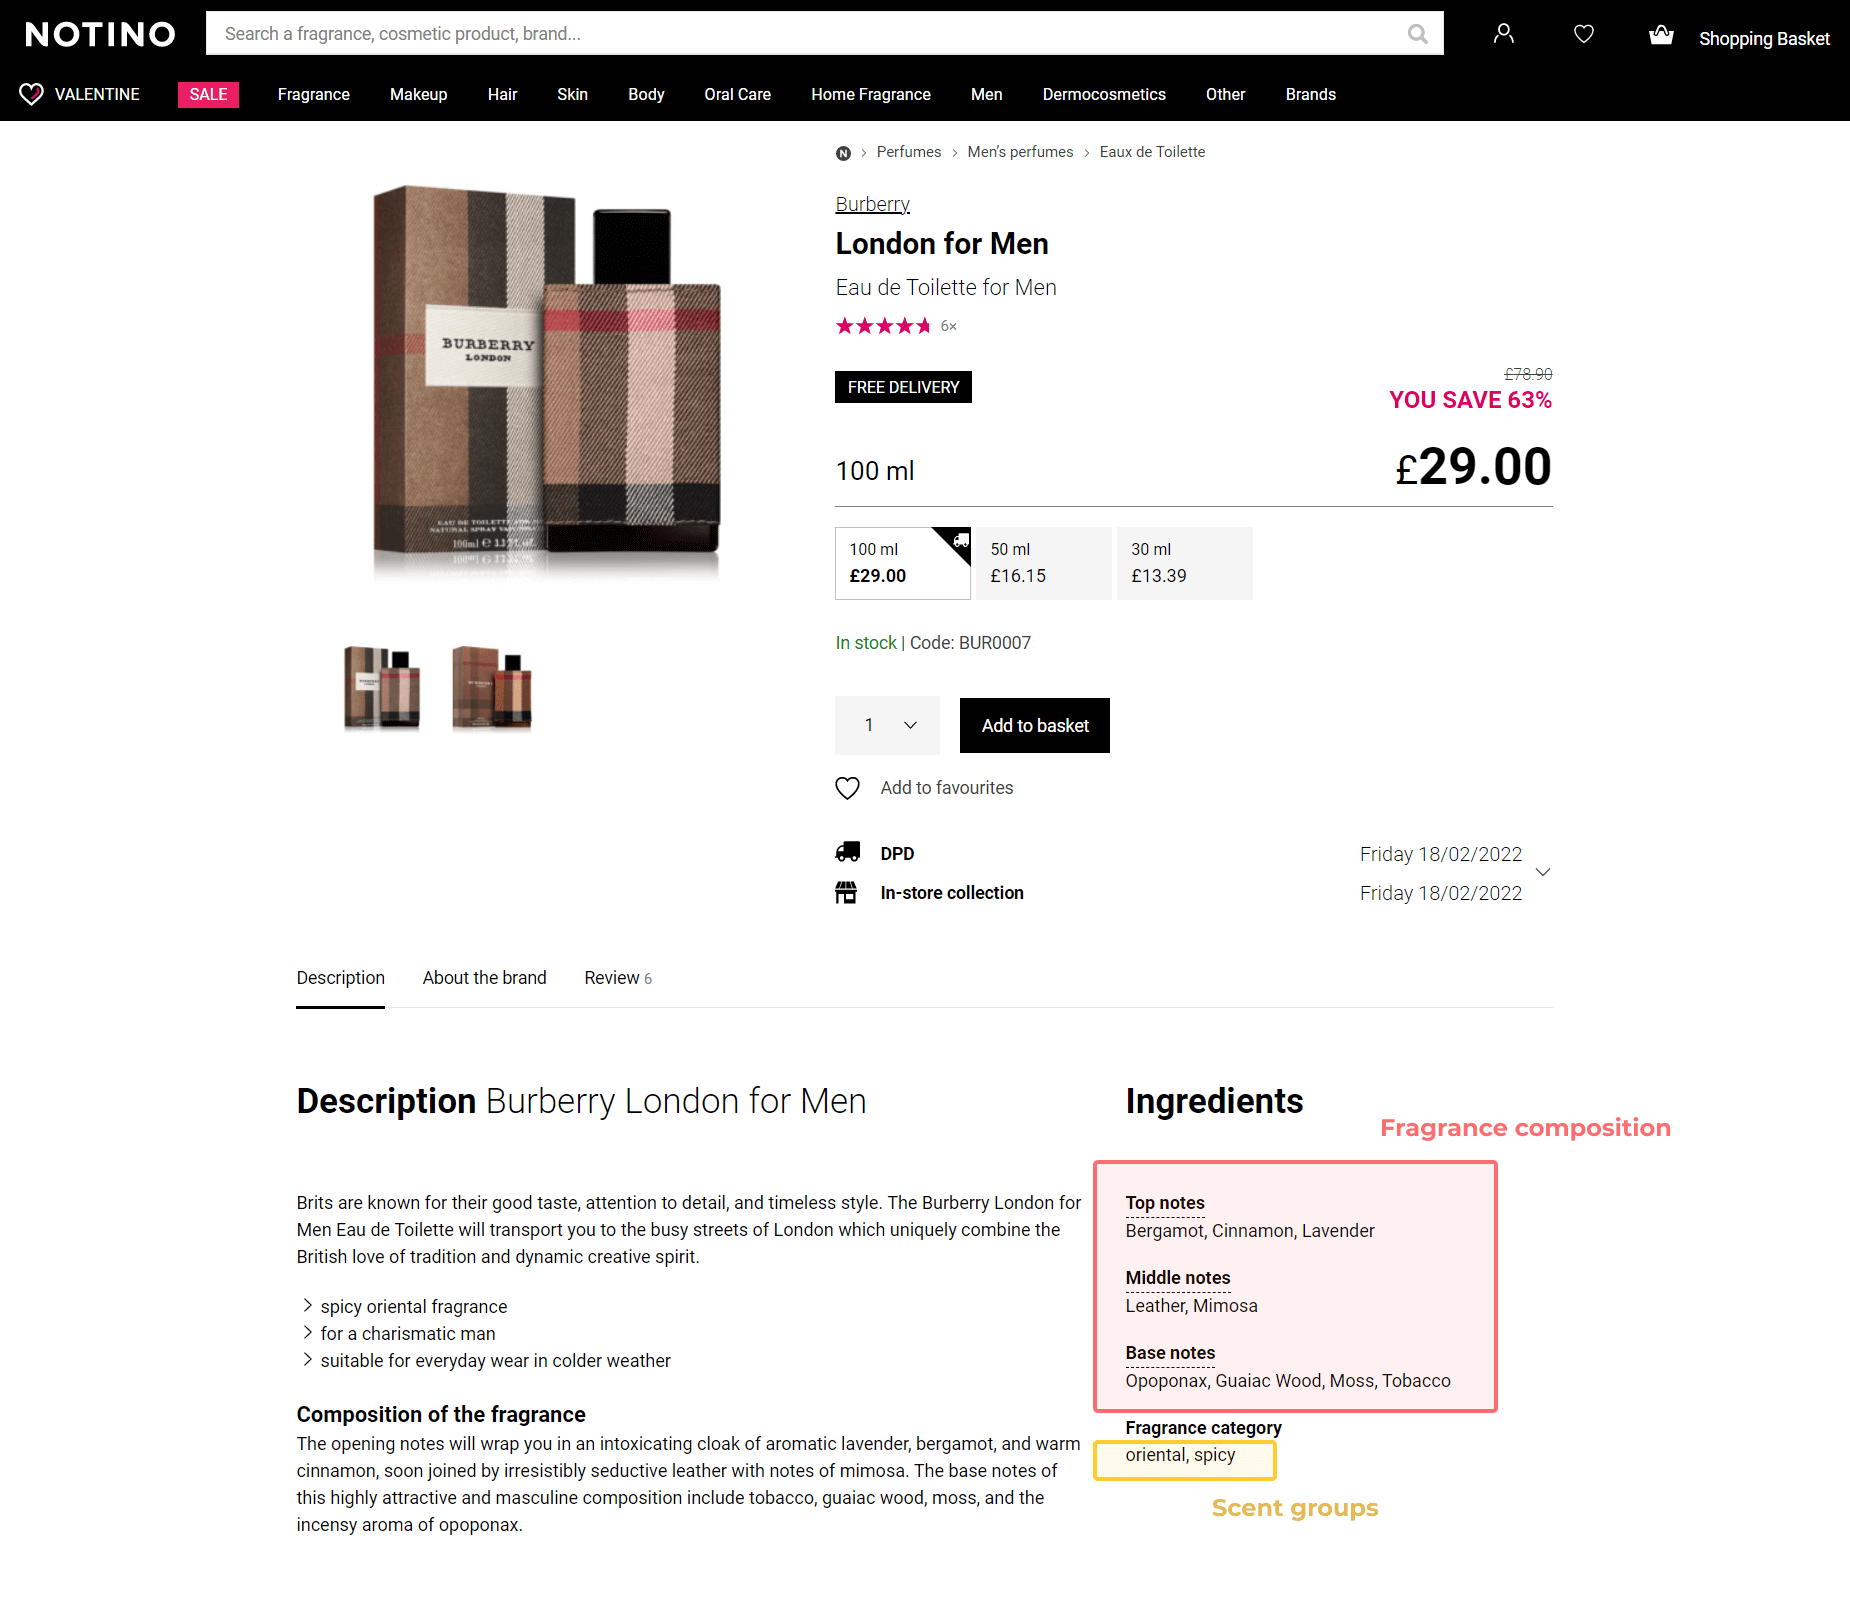 NOTINO
Search a fragrance, cosmetic product, brand...
Shopping Basket
VALENTINE
SALE
Fragrance
Makeup
Hair
Skin
Body
Oral Care
Home Fragrance
Men
Dermocosmetics
Other
Brands
N > Perfumes > Men's perfumes > Eaux de Toilette
Burberry
London for Men
Eau de Toilette for Men
6×
FREE DELIVERY
£78.90
YOU SAVE 63%
100 ml
£29.00
100 ml
£29.00
50 ml
£16.15
30 ml
£13.39
In stock | Code: BUR0007
1
Add to basket
Add to favourites
DPD
Friday 18/02/2022
In-store collection
Friday 18/02/2022
BURBERRY
LONDON
EAU DE TOILETTE
NATURAL SPRAY
100ml ℮
Description
About the brand
Review 6
Description Burberry London for Men
Brits are known for their good taste, attention to detail, and timeless style. The Burberry London for
Men Eau de Toilette will transport you to the busy streets of London which uniquely combine the
British love of tradition and dynamic creative spirit.
spicy oriental fragrance
for a charismatic man
suitable for everyday wear in colder weather
Composition of the fragrance
The opening notes will wrap you in an intoxicating cloak of aromatic lavender, bergamot, and warm
cinnamon, soon joined by irresistibly seductive leather with notes of mimosa. The base notes of
this highly attractive and masculine composition include tobacco, guaiac wood, moss, and the
incensy aroma of opoponax.
Ingredients
Fragrance composition
Top notes
Bergamot, Cinnamon, Lavender
Middle notes
Leather, Mimosa
Base notes
Opoponax, Guaiac Wood, Moss, Tobacco
Fragrance category
oriental, spicy
Scent groups